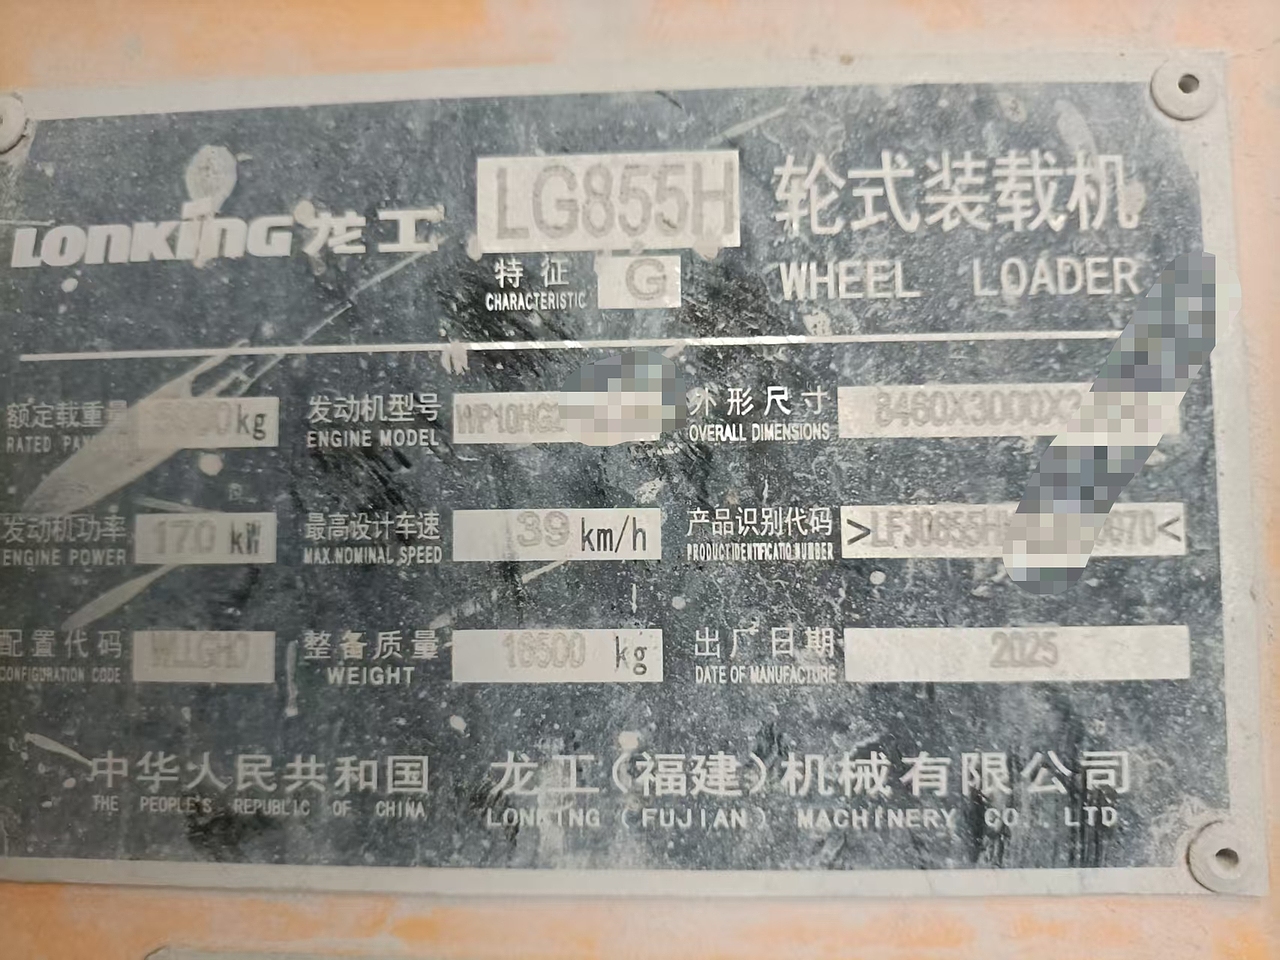 LONKING 龙工 LG855H 轮式装载机
特征 CHARACTERISTIC G WHEEL LOADER
额定载重量 RATED kg 发动机型号 ENGINE MODEL WP10HG2 外形尺寸 OVERALL DIMENSIONS 8460X3000X
发动机功率 ENGINE POWER 170 kW 最高设计车速 MAX.NOMINAL SPEED 39 km/h 产品识别代码 PRODUCT IDENTIFICATIO NUMBER >LFJ0855H 970<
配置代码 CONFIGURATION CODE 整备质量 WEIGHT 16500 kg 出厂日期 DATE OF MANUFACTURE 2025
中华人民共和国 龙工(福建)机械有限公司
THE PEOPLE'S REPUBLIC OF CHINA LONKING (FUJIAN) MACHINERY CO., LTD.